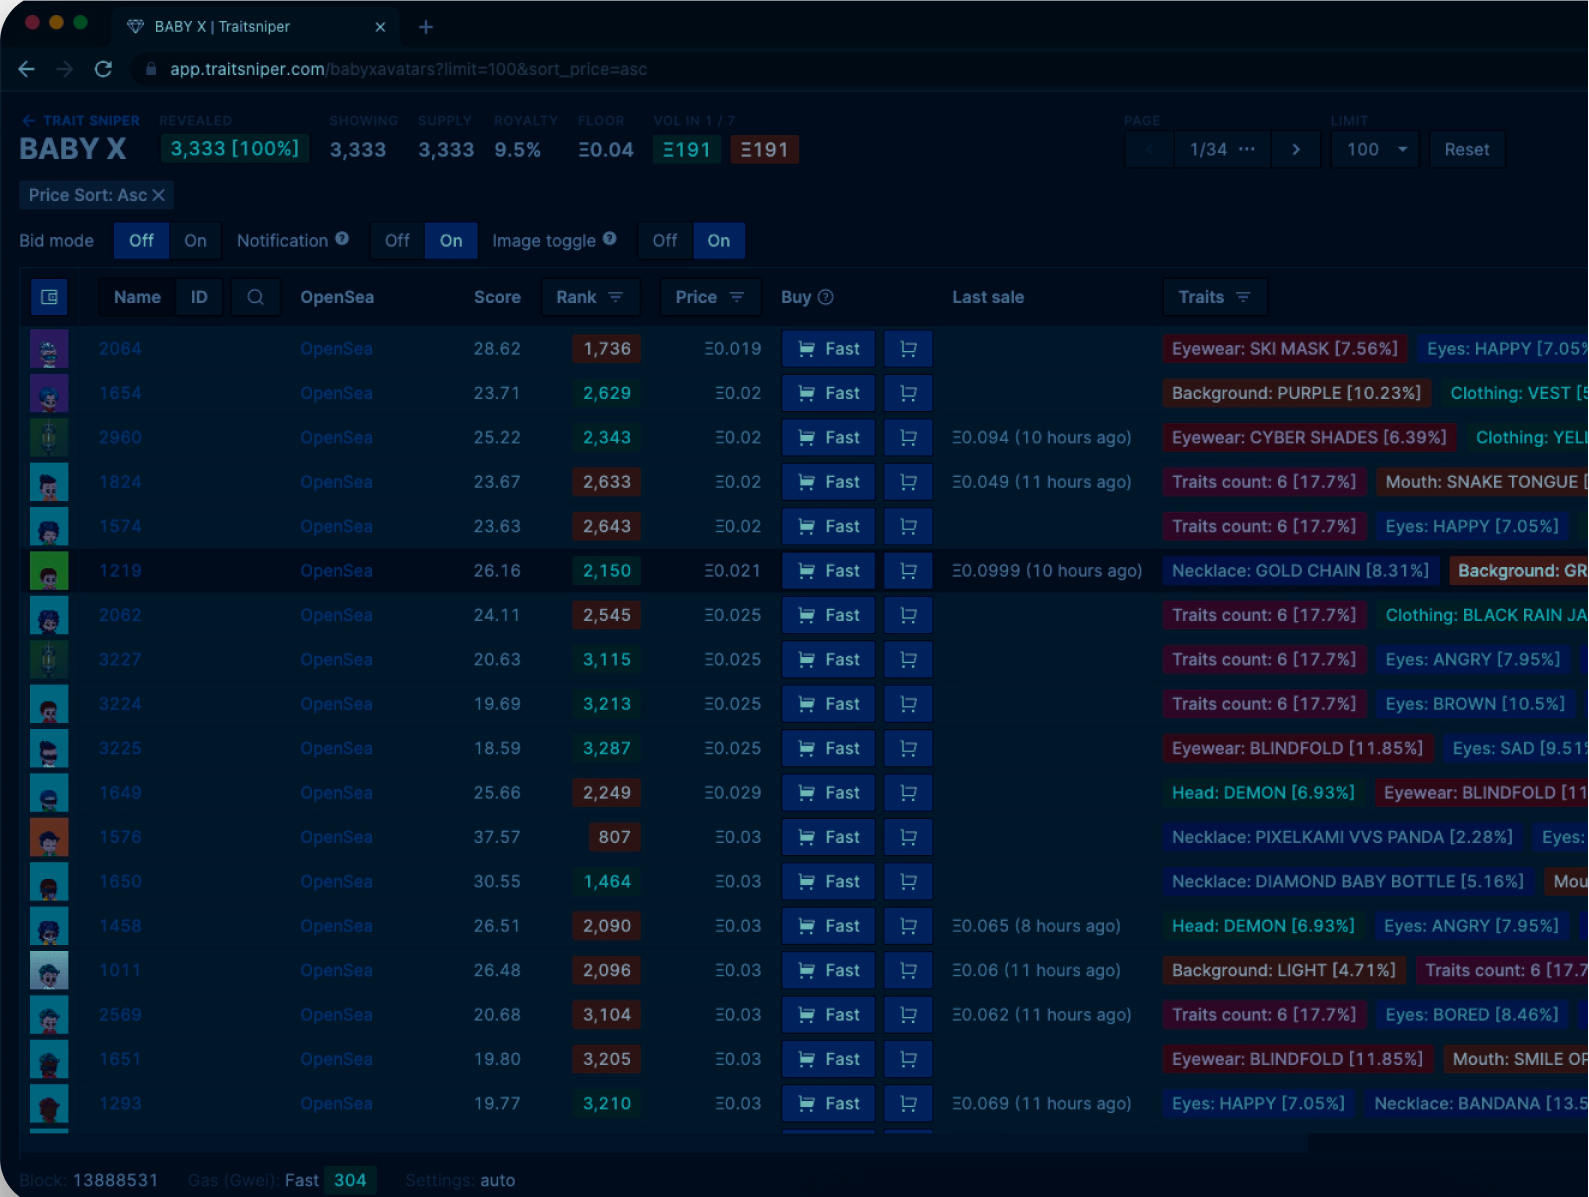 BABY X | Traitsniper
app.traitsniper.com/babyxavatars?limit=100&sort_price=asc
← TRAIT SNIPER REVEALED SHOWING SUPPLY ROYALTY FLOOR VOL IN 1 / 7 PAGE LIMIT
BABY X 3,333 [100%] 3,333 3,333 9.5% Ξ0.04 Ξ191 Ξ191 1/34 ••• 100 Reset
Price Sort: Asc
Bid mode Off On Notification Off On Image toggle Off On
Name ID OpenSea Score Rank Price Buy Last sale Traits
2064 OpenSea 28.62 1,736 Ξ0.019 Fast Eyewear: SKI MASK [7.56%] Eyes: HAPPY [7.05%
1654 OpenSea 23.71 2,629 Ξ0.02 Fast Background: PURPLE [10.23%] Clothing: VEST [5
2960 OpenSea 25.22 2,343 Ξ0.02 Fast Ξ0.094 (10 hours ago) Eyewear: CYBER SHADES [6.39%] Clothing: YELL
1824 OpenSea 23.67 2,633 Ξ0.02 Fast Ξ0.049 (11 hours ago) Traits count: 6 [17.7%] Mouth: SNAKE TONGUE [
1574 OpenSea 23.63 2,643 Ξ0.02 Fast Traits count: 6 [17.7%] Eyes: HAPPY [7.05%]
1219 OpenSea 26.16 2,150 Ξ0.021 Fast Ξ0.0999 (10 hours ago) Necklace: GOLD CHAIN [8.31%] Background: GR
2062 OpenSea 24.11 2,545 Ξ0.025 Fast Traits count: 6 [17.7%] Clothing: BLACK RAIN JA
3227 OpenSea 20.63 3,115 Ξ0.025 Fast Traits count: 6 [17.7%] Eyes: ANGRY [7.95%]
3224 OpenSea 19.69 3,213 Ξ0.025 Fast Traits count: 6 [17.7%] Eyes: BROWN [10.5%]
3225 OpenSea 18.59 3,287 Ξ0.025 Fast Eyewear: BLINDFOLD [11.85%] Eyes: SAD [9.51%
1649 OpenSea 25.66 2,249 Ξ0.029 Fast Head: DEMON [6.93%] Eyewear: BLINDFOLD [11
1576 OpenSea 37.57 807 Ξ0.03 Fast Necklace: PIXELKAMI VVS PANDA [2.28%] Eyes:
1650 OpenSea 30.55 1,464 Ξ0.03 Fast Necklace: DIAMOND BABY BOTTLE [5.16%] Mou
1458 OpenSea 26.51 2,090 Ξ0.03 Fast Ξ0.065 (8 hours ago) Head: DEMON [6.93%] Eyes: ANGRY [7.95%]
1011 OpenSea 26.48 2,096 Ξ0.03 Fast Ξ0.06 (11 hours ago) Background: LIGHT [4.71%] Traits count: 6 [17.7
2569 OpenSea 20.68 3,104 Ξ0.03 Fast Ξ0.062 (11 hours ago) Traits count: 6 [17.7%] Eyes: BORED [8.46%]
1651 OpenSea 19.80 3,205 Ξ0.03 Fast Eyewear: BLINDFOLD [11.85%] Mouth: SMILE OP
1293 OpenSea 19.77 3,210 Ξ0.03 Fast Ξ0.069 (11 hours ago) Eyes: HAPPY [7.05%] Necklace: BANDANA [13.5
Block: 13888531 Gas (Gwei): Fast 304 Settings: auto